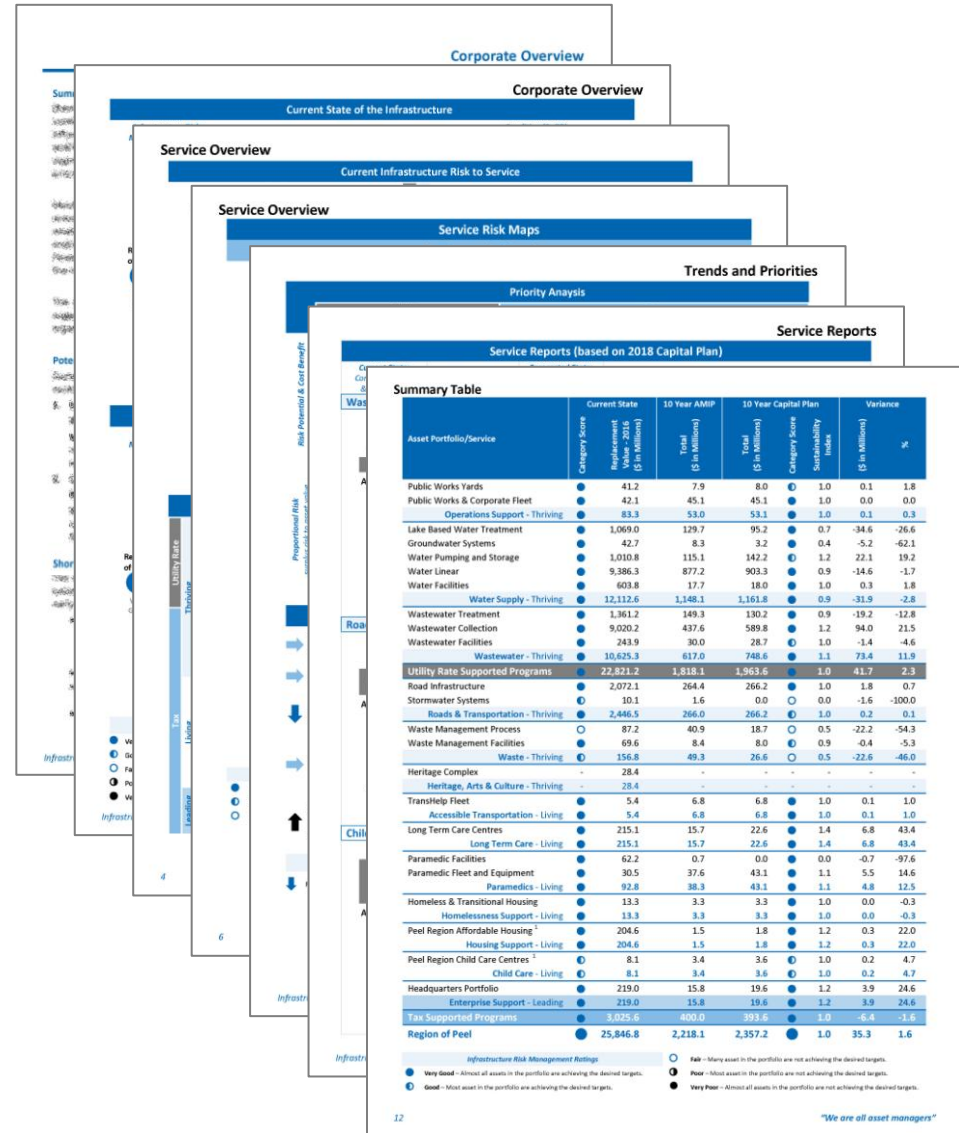 Corporate Overview
Corporate Overview
Current State of the Infrastructure
Service Overview
Current Infrastructure Risk to Service
Service Overview
Service Risk Maps
Trends and Priorities
Priority Anaysis
Risk Potential & Cost Benefit
Proportional Risk
Service Reports
Service Reports (based on 2018 Capital Plan)
Utility Rate
Thriving
Tax
Living
Leading
4
6
Summary Table
Current State 10 Year AMIP 10 Year Capital Plan Variance
Asset Portfolio/Service Category Score Replacement Value - 2016 ($ in Millions) Total ($ in Millions) Total ($ in Millions) Category Score Sustainability Index ($ in Millions) %
Public Works Yards 41.2 7.9 8.0 1.0 0.1 1.8
Public Works & Corporate Fleet 42.1 45.1 45.1 1.0 0.0 0.0
Operations Support - Thriving 83.3 53.0 53.1 1.0 0.1 0.3
Lake Based Water Treatment 1,069.0 129.7 95.2 0.7 -34.6 -26.6
Groundwater Systems 42.7 8.3 3.2 0.4 -5.2 -62.1
Water Pumping and Storage 1,010.8 115.1 142.2 1.2 22.1 19.2
Water Linear 9,386.3 877.2 903.3 0.9 -14.6 -1.7
Water Facilities 603.8 17.7 18.0 1.0 0.3 1.8
Water Supply - Thriving 12,112.6 1,148.1 1,161.8 0.9 -31.9 -2.8
Wastewater Treatment 1,361.2 149.3 130.2 0.9 -19.2 -12.8
Wastewater Collection 9,020.2 437.6 589.8 1.2 94.0 21.5
Wastewater Facilities 243.9 30.0 28.7 1.0 -1.4 -4.6
Wastewater - Thriving 10,625.3 617.0 748.6 1.1 73.4 11.9
Utility Rate Supported Programs 22,821.2 1,818.1 1,963.6 1.0 41.7 2.3
Road Infrastructure 2,072.1 264.4 266.2 1.0 1.8 0.7
Stormwater Systems 10.1 1.6 0.0 0.0 -1.6 -100.0
Roads & Transportation - Thriving 2,446.5 266.0 266.2 1.0 0.2 0.1
Waste Management Process 87.2 40.9 18.7 0.5 -22.2 -54.3
Waste Management Facilities 69.6 8.4 8.0 0.9 -0.4 -5.3
Waste - Thriving 156.8 49.3 26.6 0.5 -22.6 -46.0
Heritage Complex - 28.4 - - - - - -
Heritage, Arts & Culture - Thriving - 28.4 - - - - - -
TransHelp Fleet 5.4 6.8 6.8 1.0 0.1 1.0
Accessible Transportation - Living 5.4 6.8 6.8 1.0 0.1 1.0
Long Term Care Centres 215.1 15.7 22.6 1.4 6.8 43.4
Long Term Care - Living 215.1 15.7 22.6 1.4 6.8 43.4
Paramedic Facilities 62.2 0.7 0.0 0.0 -0.7 -97.6
Paramedic Fleet and Equipment 30.5 37.6 43.1 1.1 5.5 14.6
Paramedics - Living 92.8 38.3 43.1 1.1 4.8 12.5
Homeless & Transitional Housing 13.3 3.3 3.3 1.0 0.0 -0.3
Homelessness Support - Living 13.3 3.3 3.3 1.0 0.0 -0.3
Peel Region Affordable Housing 1 204.6 1.5 1.8 1.2 0.3 22.0
Housing Support - Living 204.6 1.5 1.8 1.2 0.3 22.0
Peel Region Child Care Centres 1 8.1 3.4 3.6 1.0 0.2 4.7
Child Care - Living 8.1 3.4 3.6 1.0 0.2 4.7
Headquarters Portfolio 219.0 15.8 19.6 1.2 3.9 24.6
Enterprise Support - Leading 219.0 15.8 19.6 1.2 3.9 24.6
Tax Supported Programs 3,025.6 400.0 393.6 1.0 -6.4 -1.6
Region of Peel 25,846.8 2,218.1 2,357.2 1.0 35.3 1.6
Infrastructure Risk Management Ratings
Very Good – Almost all assets in the portfolio are achieving the desired targets.
Good – Most asset in the portfolio are achieving the desired targets.
Fair – Many asset in the portfolio are not achieving the desired targets.
Poor – Most asset in the portfolio are not achieving the desired targets.
Very Poor – Almost all assets in the portfolio are not achieving the desired targets.
12
"We are all asset managers"